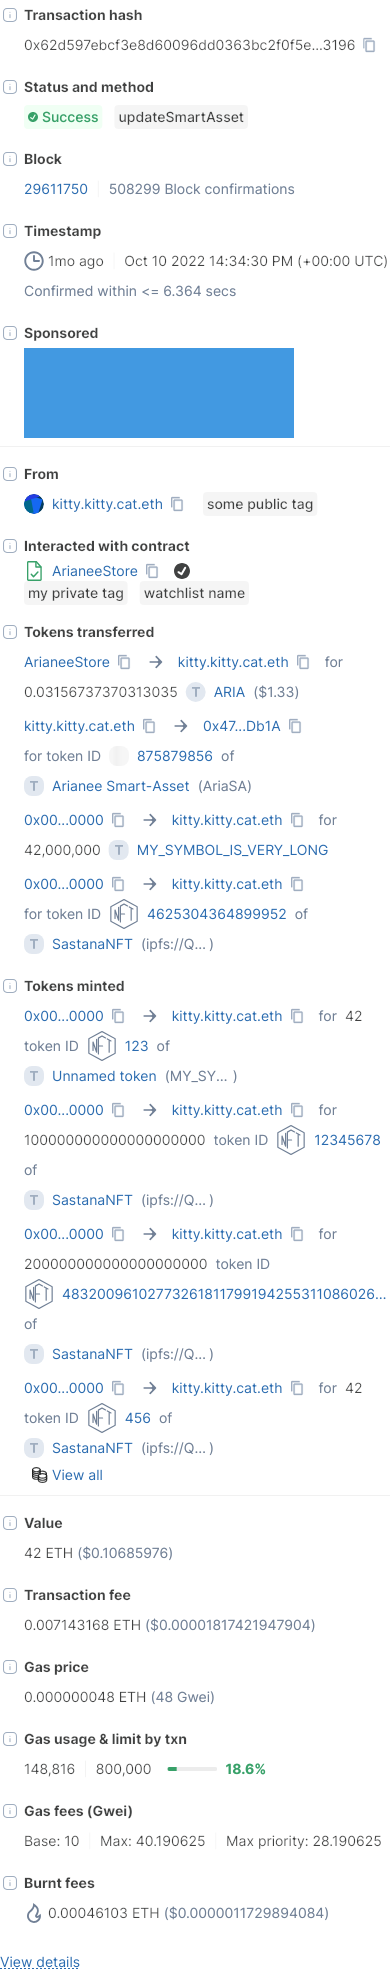 Transaction hash
0x62d597ebcf3e8d60096dd0363bc2f0f5e...3196
Status and method
Success updateSmartAsset
Block
29611750 508299 Block confirmations
Timestamp
1mo ago Oct 10 2022 14:34:30 PM (+00:00 UTC)
Confirmed within <= 6.364 secs
Sponsored
From
kitty.kitty.cat.eth some public tag
Interacted with contract
ArianeeStore
my private tag watchlist name
Tokens transferred
ArianeeStore → kitty.kitty.cat.eth for
0.03156737370313035 T ARIA ($1.33)
kitty.kitty.cat.eth → 0x47...Db1A
for token ID 875879856 of
T Arianee Smart-Asset (AriaSA)
0x00...0000 → kitty.kitty.cat.eth for
42,000,000 T MY_SYMBOL_IS_VERY_LONG
0x00...0000 → kitty.kitty.cat.eth
for token ID NFT 4625304364899952 of
T SastanaNFT (ipfs://Q... )
Tokens minted
0x00...0000 → kitty.kitty.cat.eth for 42
token ID NFT 123 of
T Unnamed token (MY_SY... )
0x00...0000 → kitty.kitty.cat.eth for
100000000000000000000 token ID NFT 12345678
of
T SastanaNFT (ipfs://Q... )
0x00...0000 → kitty.kitty.cat.eth for
200000000000000000000 token ID
NFT 483200961027732618117991942553110860​26...
of
T SastanaNFT (ipfs://Q... )
0x00...0000 → kitty.kitty.cat.eth for 42
token ID NFT 456 of
T SastanaNFT (ipfs://Q... )
View all
Value
42 ETH ($0.10685976)
Transaction fee
0.007143168 ETH ($0.00001817421947904)
Gas price
0.000000048 ETH (48 Gwei)
Gas usage & limit by txn
148,816 800,000 18.6%
Gas fees (Gwei)
Base: 10 Max: 40.190625 Max priority: 28.190625
Burnt fees
0.00046103 ETH ($0.0000011729894084)
View details